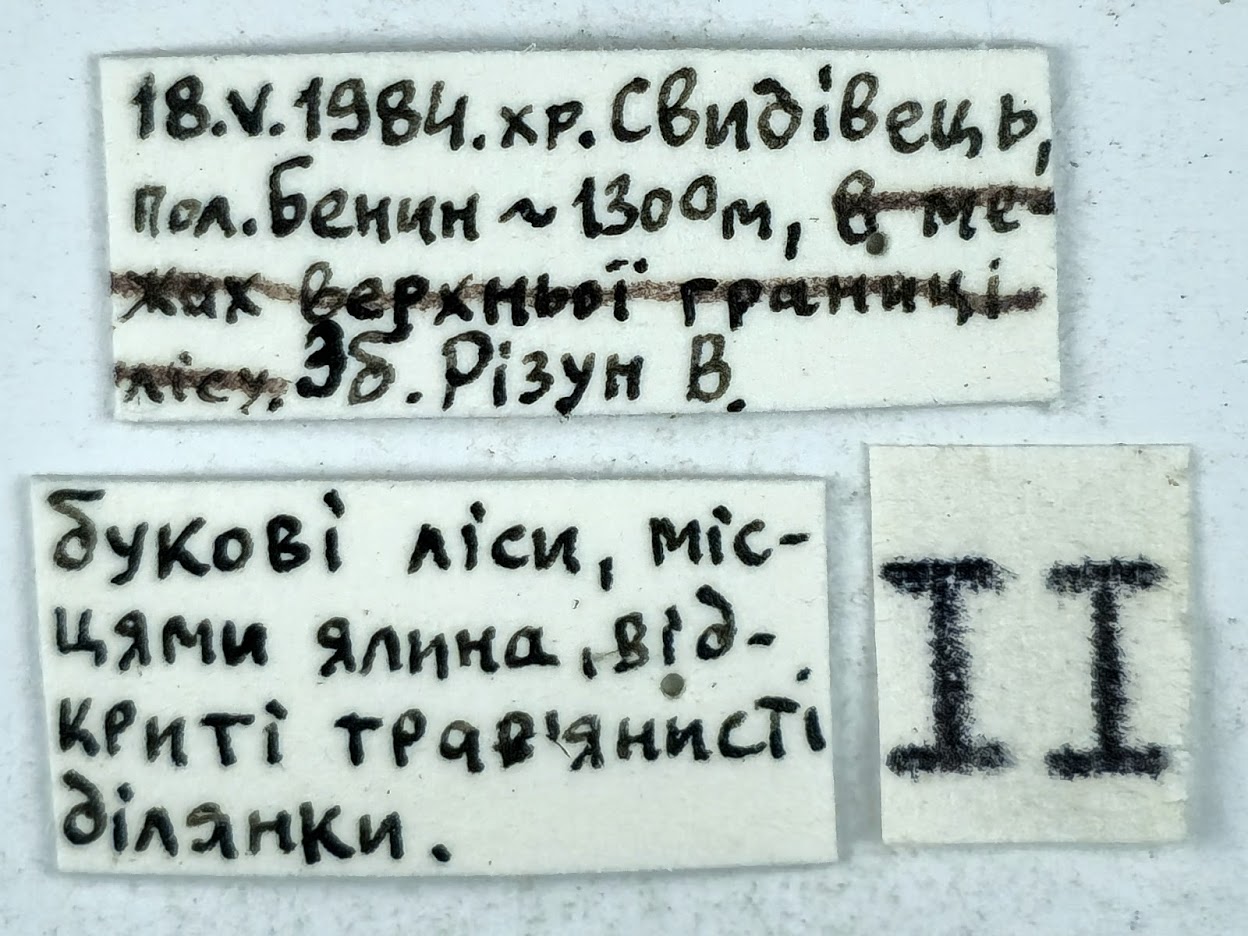 18.V.1984. хр. Свидівець,
пол. Бенин ~ 1300м, в ме
жах верхньої границі
лісу. Зб. Різун В.
букові ліси, міс-
цями ялина, від-
криті трав'янисті
ділянки.
II